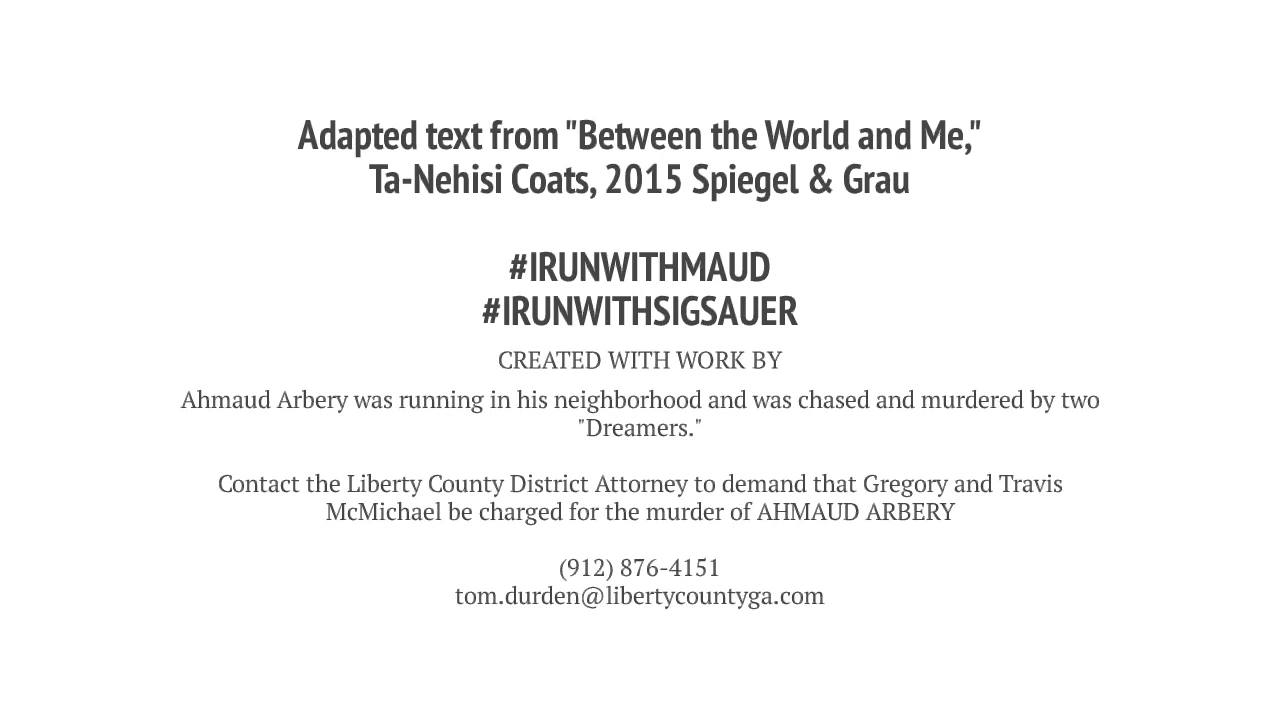 Adapted text from "Between the World and Me,"
Ta-Nehisi Coats, 2015 Spiegel & Grau
#IRUNWITHMAUD
#IRUNWITHSIGSAUER
CREATED WITH WORK BY
Ahmaud Arbery was running in his neighborhood and was chased and murdered by two
"Dreamers."
Contact the Liberty County District Attorney to demand that Gregory and Travis
McMichael be charged for the murder of AHMAUD ARBERY
(912) 876-4151
tom.durden@libertycountyga.com